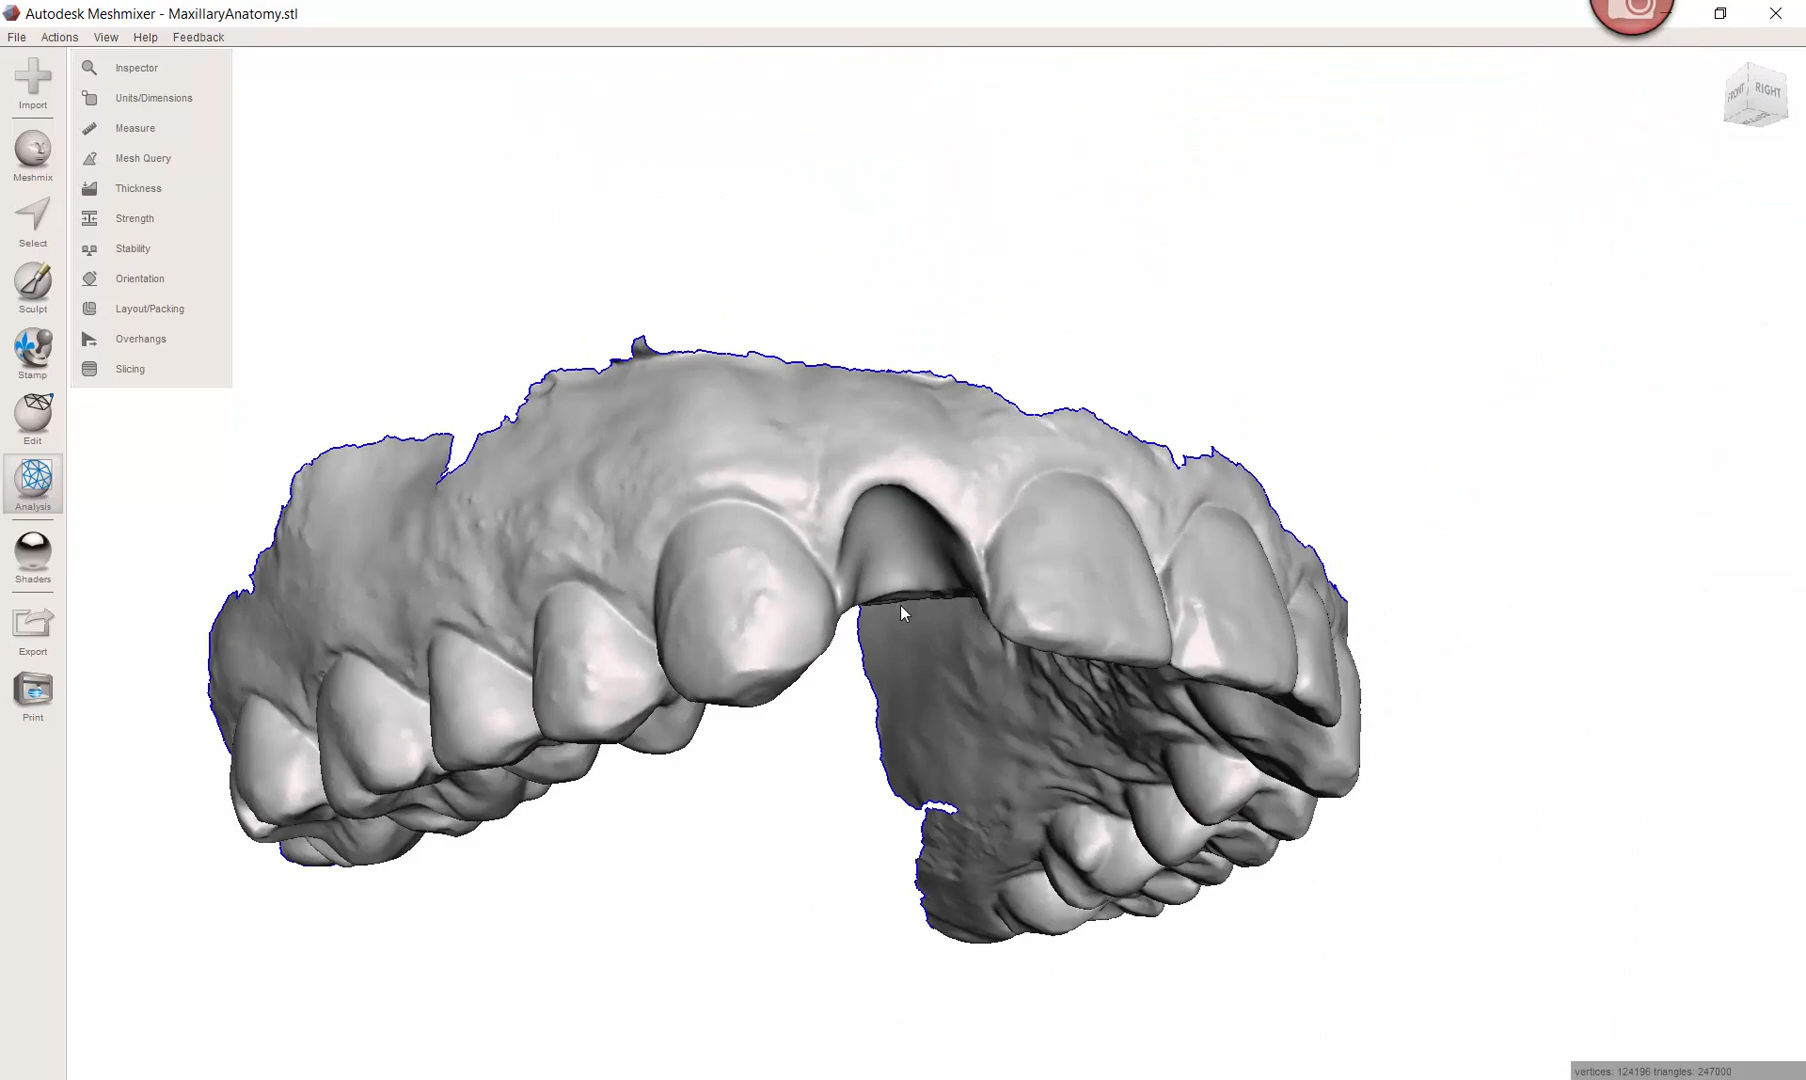 Autodesk Meshmixer - MaxillaryAnatomy.stl
File Actions View Help Feedback
Import
Meshmix
Select
Sculpt
Stamp
Edit
Analysis
Shaders
Export
Print
Inspector
Units/Dimensions
Measure
Mesh Query
Thickness
Strength
Stability
Orientation
Layout/Packing
Overhangs
Slicing
FRONT RIGHT
vertices: 124196 triangles: 247000